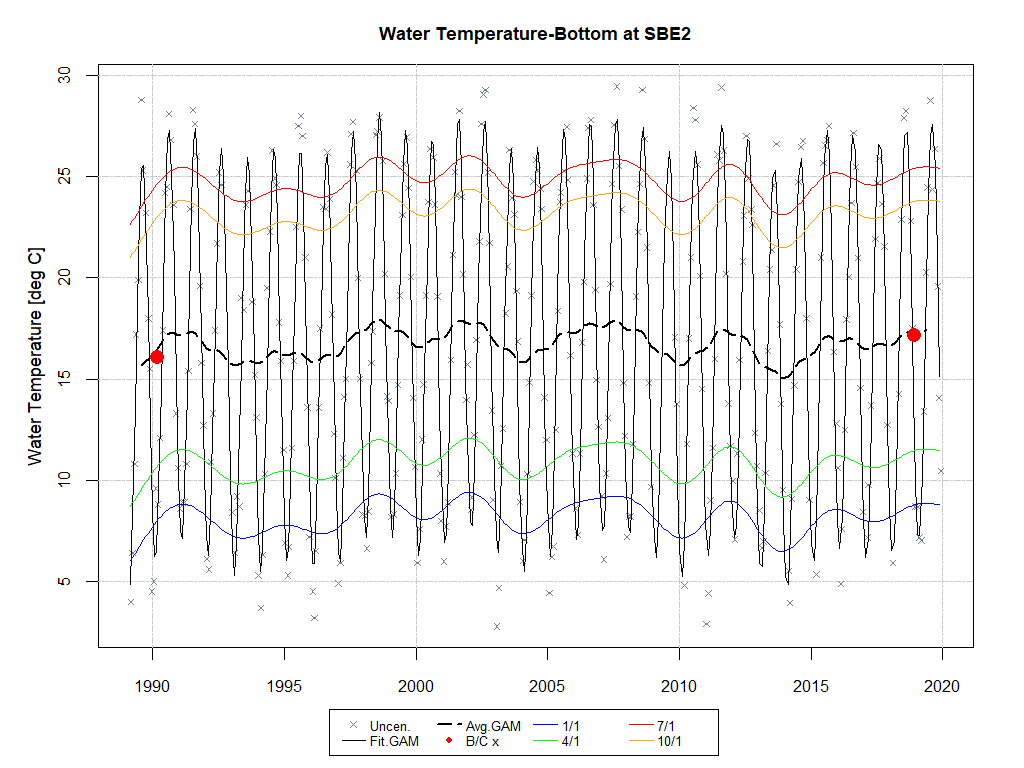 Water Temperature-Bottom at SBE2
Water Temperature [deg C]
30
25
20
15
10
5
1990 1995 2000 2005 2010 2015 2020
Uncen. Avg.GAM 1/1 7/1
Fit.GAM B/C x 4/1 10/1